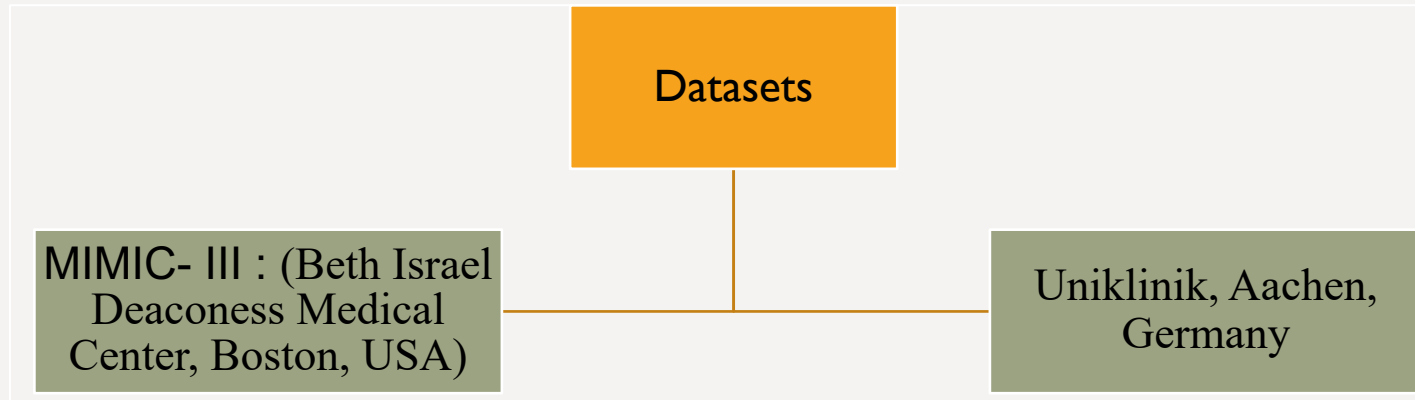 Datasets
MIMIC- III : (Beth Israel
Deaconess Medical
Center, Boston, USA)
Uniklinik, Aachen,
Germany